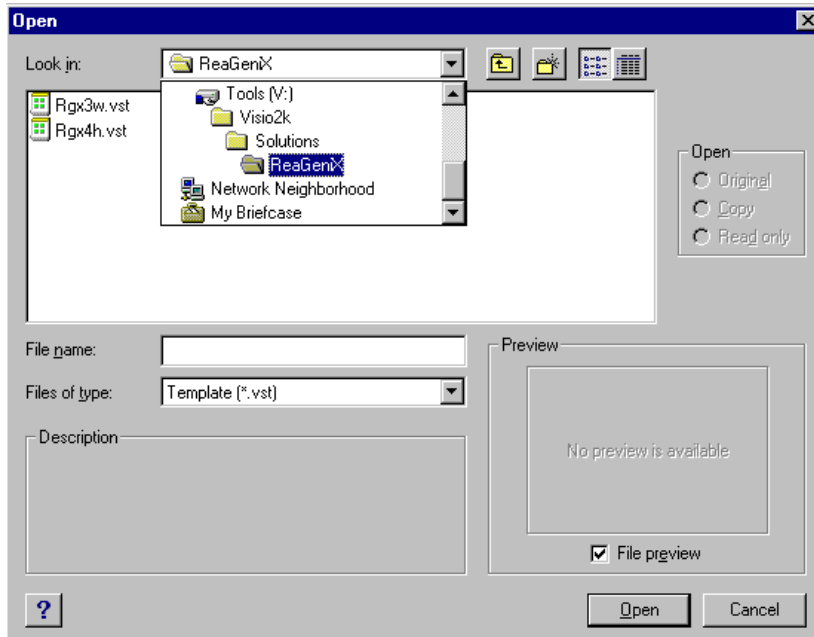 Open
Look in:
ReaGeniX
Tools (V:)
Visio2k
Solutions
ReaGeniX
Network Neighborhood
My Briefcase
Rgx3w.vst
Rgx4h.vst
Open
Original
Copy
Read only
File name:
Files of type:
Template (*.vst)
Description
Preview
No preview is available
File preview
?
Open
Cancel